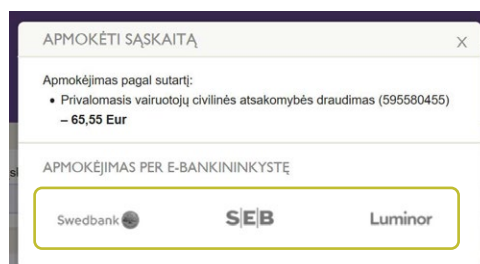 APMOKĖTI SĄSKAITĄ X
Apmokėjimas pagal sutartį:
• Privalomasis vairuotojų civilinės atsakomybės draudimas (595580455)
– 65,55 Eur
APMOKĖJIMAS PER E-BANKININKYSTĘ
Swedbank S|E|B Luminor